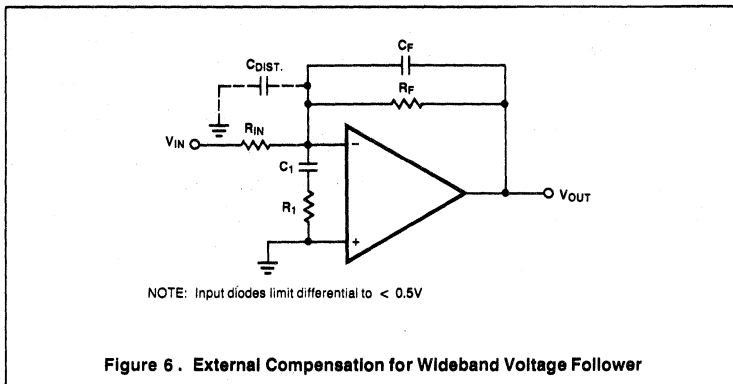 CF
CDIST.
RF
RIN
VIN
−
C1
R1
VOUT
+
NOTE: Input diodes limit differential to < 0.5V
Figure 6. External Compensation for Wideband Voltage Follower